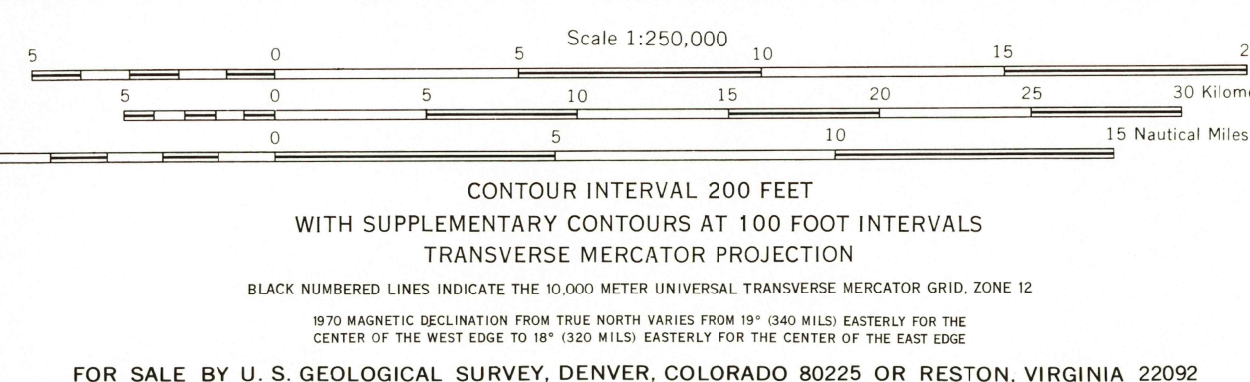 Scale 1:250,000
5 0 5 10 15
5 0 5 10 15 20 25 30
0 5 10 15 Nautical Miles
CONTOUR INTERVAL 200 FEET
WITH SUPPLEMENTARY CONTOURS AT 100 FOOT INTERVALS
TRANSVERSE MERCATOR PROJECTION
BLACK NUMBERED LINES INDICATE THE 10,000 METER UNIVERSAL TRANSVERSE MERCATOR GRID, ZONE 12
1970 MAGNETIC DECLINATION FROM TRUE NORTH VARIES FROM 19° (340 MILS) EASTERLY FOR THE
CENTER OF THE WEST EDGE TO 18° (320 MILS) EASTERLY FOR THE CENTER OF THE EAST EDGE
FOR SALE BY U. S. GEOLOGICAL SURVEY, DENVER, COLORADO 80225 OR RESTON, VIRGINIA 22092